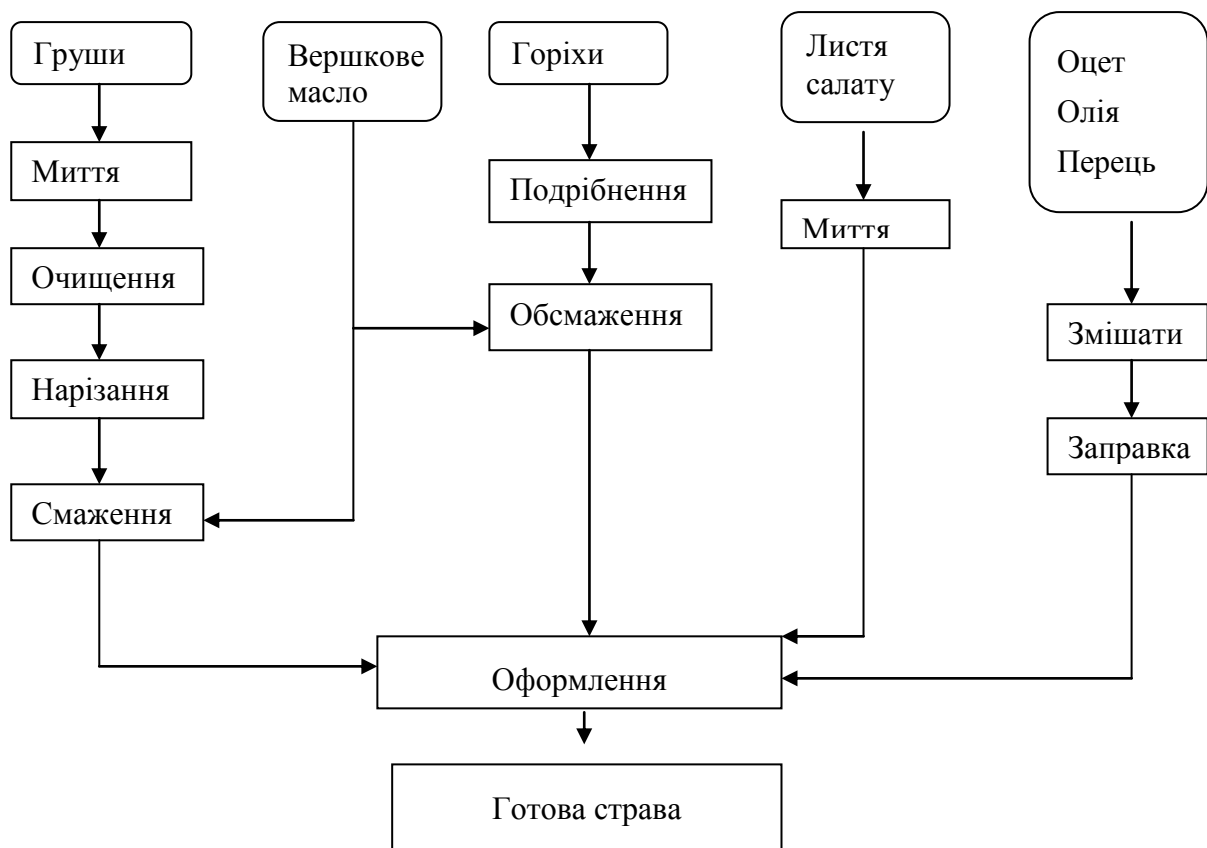 Груши
Вершкове
масло
Горіхи
Листя
салату
Оцет
Олія
Перець
Миття
Подрібнення
Миття
Очищення
Обсмаження
Змішати
Нарізання
Заправка
Смаження
Оформлення
Готова страва